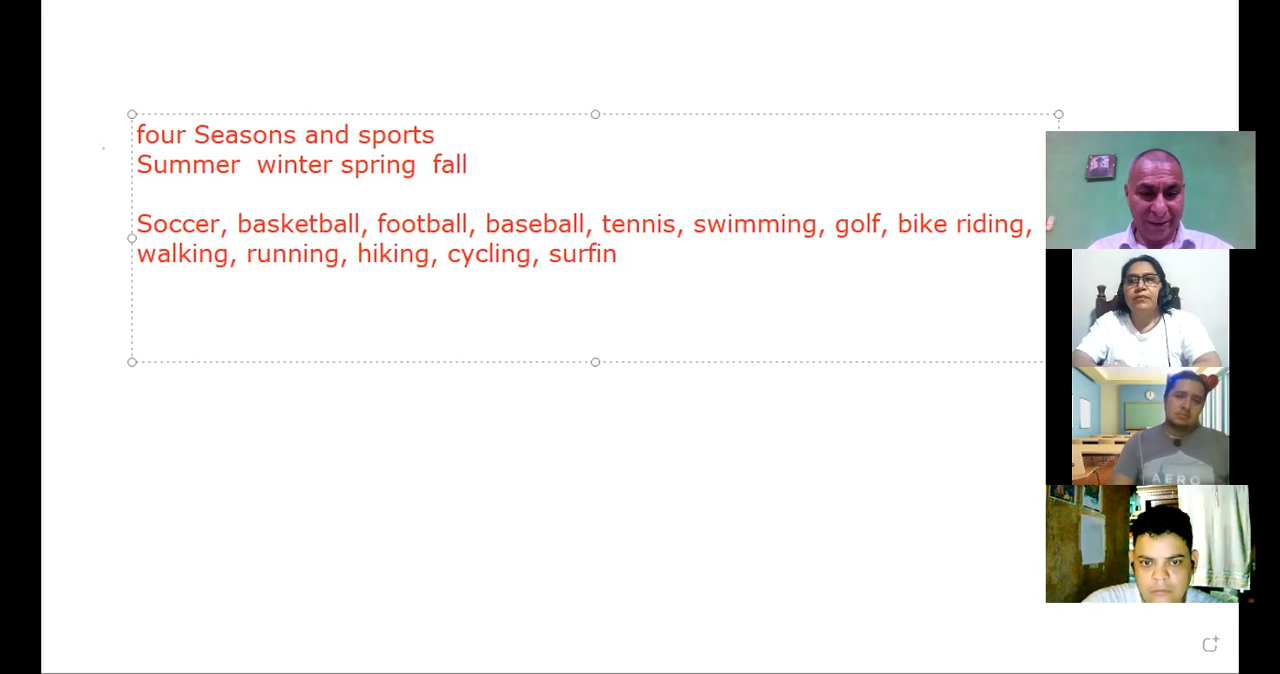 four Seasons and sports
Summer  winter spring  fall
Soccer, basketball, football, baseball, tennis, swimming, golf, bike riding,
walking, running, hiking, cycling, surfin
AERO